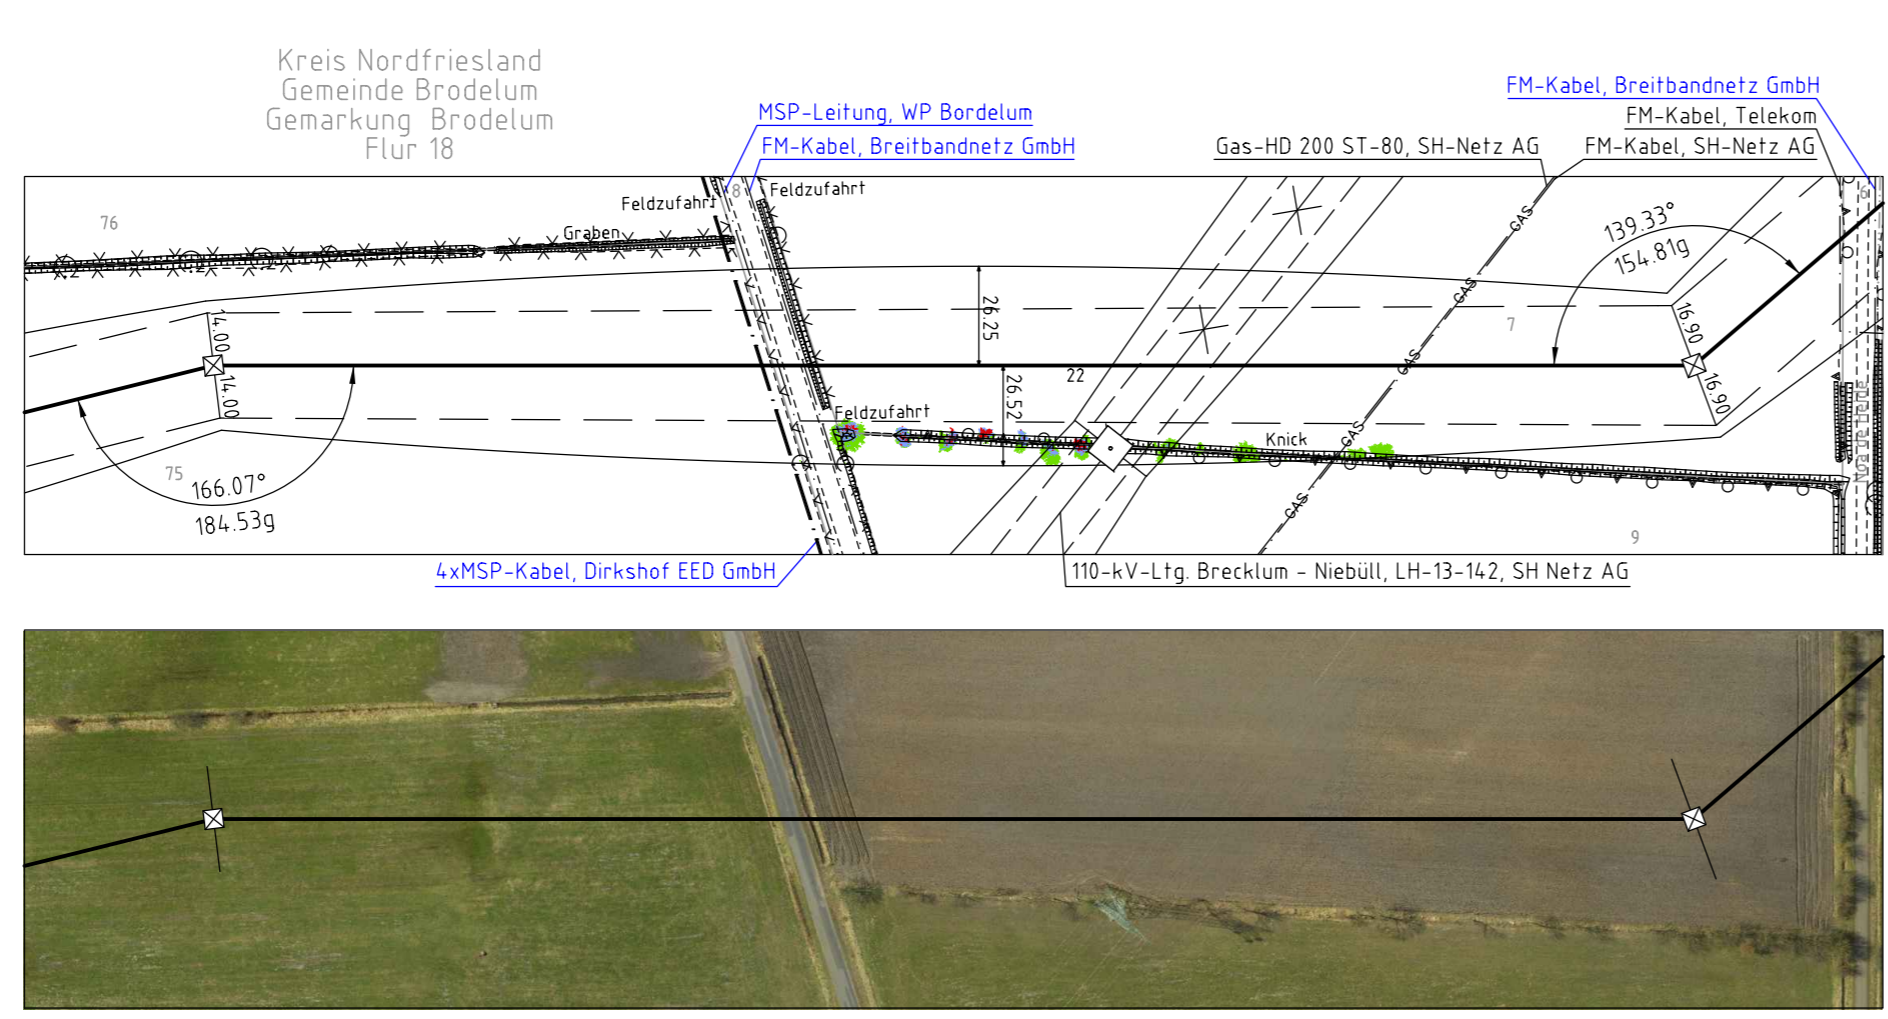 Kreis Nordfriesland
Gemeinde Brodelum
Gemarkung Brodelum
Flur 18
MSP-Leitung, WP Bordelum
FM-Kabel, Breitbandnetz GmbH
FM-Kabel, Breitbandnetz GmbH
FM-Kabel, Telekom
Gas-HD 200 ST-80, SH-Netz AG
FM-Kabel, SH-Netz AG
Feldzufahrt
8
Feldzufahrt
6
76
Graben
GAS
139.33°
154.81g
GAS
26.25
7
14.00
16.90
GAS
22
14.00
26.52
16.90
Feldzufahrt
GAS
Knick
75
166.07°
184.53g
GAS
9
4xMSP-Kabel, Dirkshof EED GmbH
110-kV-Ltg. Brecklum - Niebüll, LH-13-142, SH Netz AG